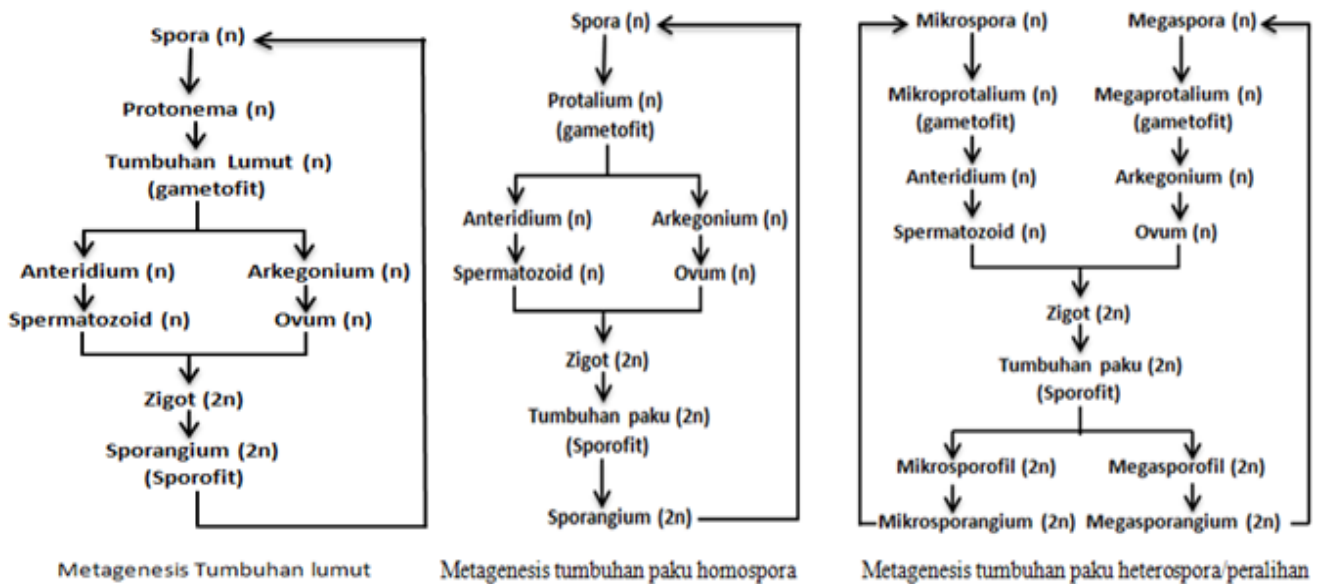 Spora (n)
Protonema (n)
Tumbuhan Lumut (n)
(gametofit)
Anteridium (n) Arkegonium (n)
Spermatozoid (n) Ovum (n)
Zigot (2n)
Sporangium (2n)
(Sporofit)
Metagenesis Tumbuhan lumut
Spora (n)
Protalium (n)
(gametofit)
Anteridium (n) Arkegonium (n)
Spermatozoid (n) Ovum (n)
Zigot (2n)
Tumbuhan paku (2n)
(Sporofit)
Sporangium (2n)
Metagenesis tumbuhan paku homospora
Mikrospora (n) Megaspora (n)
Mikroprotalium (n) Megaprotalium (n)
(gametofit) (gametofit)
Anteridium (n) Arkegonium (n)
Spermatozoid (n) Ovum (n)
Zigot (2n)
Tumbuhan paku (2n)
(Sporofit)
Mikrosporofil (2n) Megasporofil (2n)
Mikrosporangium (2n) Megasporangium (2n)
Metagenesis tumbuhan paku heterospora/peralihan